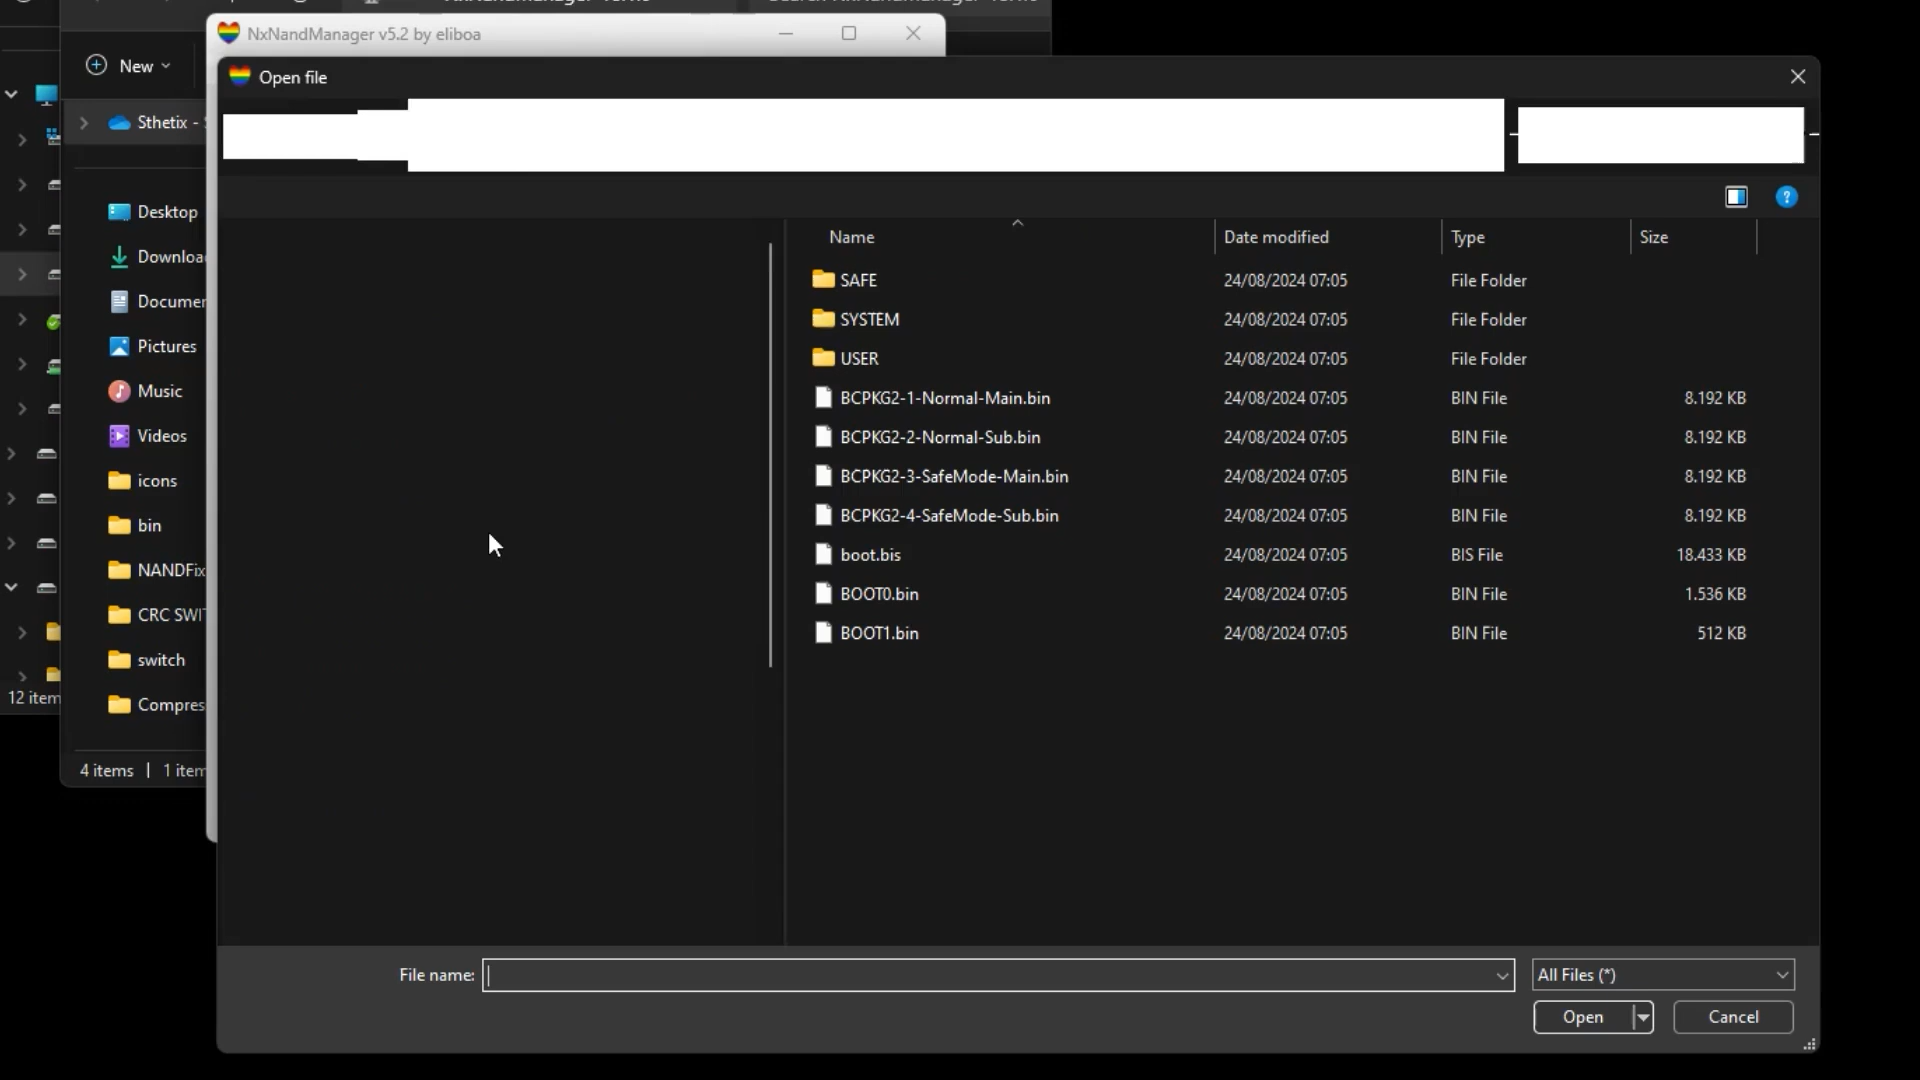 NxNandManager v5.2 by eliboa
New
Open file
Sthetix -
Name
Date modified
Type
Size
Desktop
SAFE 24/08/2024 07:05 File Folder
SYSTEM 24/08/2024 07:05 File Folder
USER 24/08/2024 07:05 File Folder
BCPKG2-1-Normal-Main.bin 24/08/2024 07:05 BIN File 8.192 KB
BCPKG2-2-Normal-Sub.bin 24/08/2024 07:05 BIN File 8.192 KB
BCPKG2-3-SafeMode-Main.bin 24/08/2024 07:05 BIN File 8.192 KB
BCPKG2-4-SafeMode-Sub.bin 24/08/2024 07:05 BIN File 8.192 KB
boot.bis 24/08/2024 07:05 BIS File 18.433 KB
BOOT0.bin 24/08/2024 07:05 BIN File 1.536 KB
BOOT1.bin 24/08/2024 07:05 BIN File 512 KB
Downloa
Documen
Pictures
Music
Videos
icons
bin
NANDFix
CRC SWIT
switch
Compres
12 item
4 items | 1 item
File name:
All Files (*)
Open
Cancel